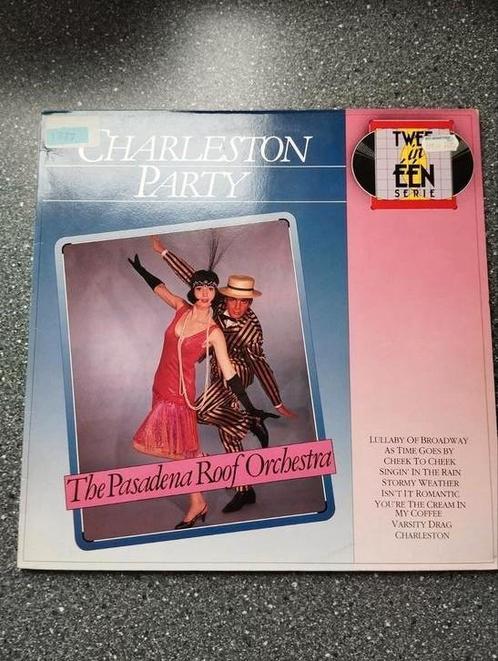 CHARLESTON
PARTY
TWEE
in
EÉN
SERIE
The Pasadena Roof Orchestra
LULLABY OF BROADWAY
AS TIME GOES BY
CHEEK TO CHEEK
SINGIN' IN THE RAIN
STORMY WEATHER
ISN'T IT ROMANTIC
YOU'RE THE CREAM IN
MY COFFEE
VARSITY DRAG
CHARLESTON